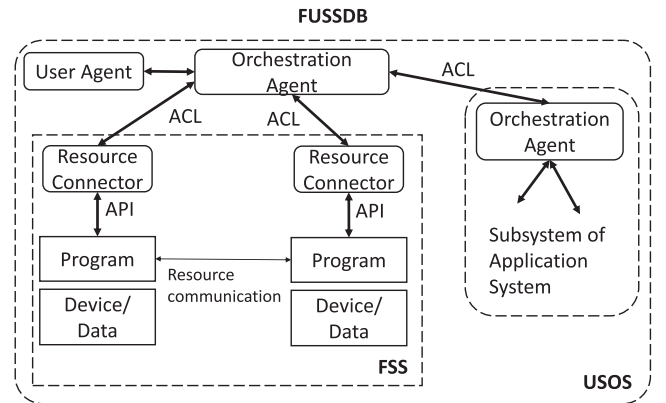 FUSSDB
User Agent
Orchestration
Agent
ACL
ACL
ACL
Orchestration
Agent
Resource
Connector
Resource
Connector
API
API
Program
Program
Resource
communication
Subsystem of
Application
System
Device/
Data
Device/
Data
FSS
USOS